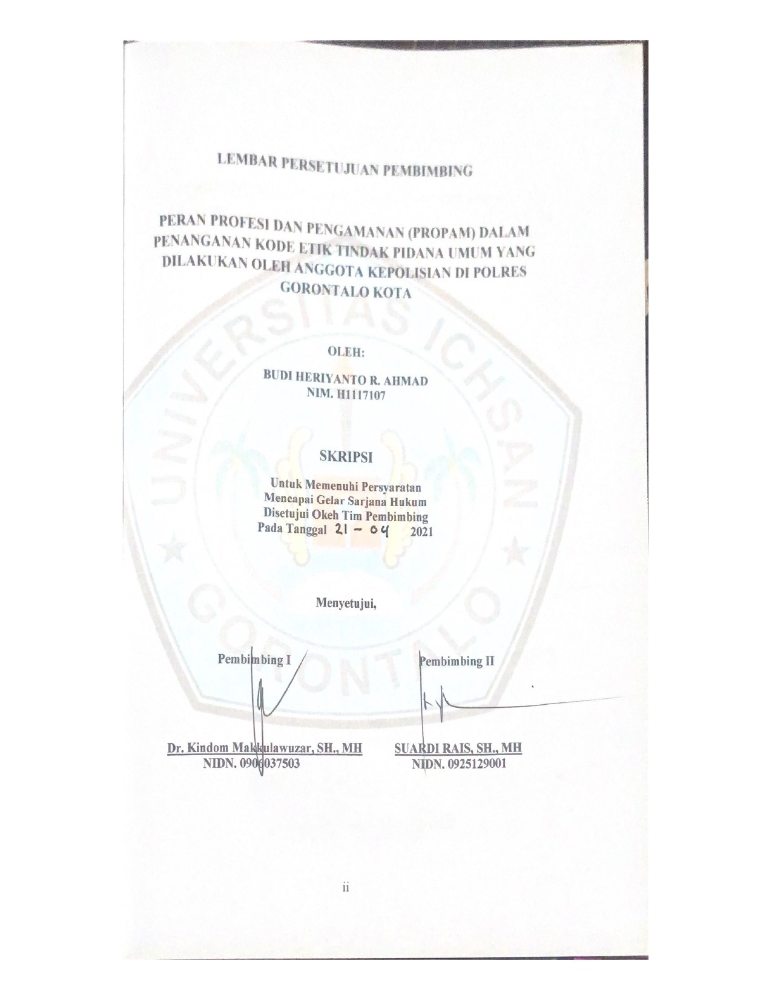 LEMBAR PERSETUJUAN PEMBIMBING
PERAN PROFESI DAN PENGAMANAN (PROPAM) DALAM
PENANGANAN KODE ETIK TINDAK PIDANA UMUM YANG
DILAKUKAN OLEH ANGGOTA KEPOLISIAN DI POLRES
GORONTALO KOTA
UNIVERSITAS ICHSAN
OLEH:
BUDI HERIYANTO R. AHMAD
NIM. H1117107
SKRIPSI
Untuk Memenuhi Persyaratan
Mencapai Gelar Sarjana Hukum
Disetujui Okeh Tim Pembimbing
Pada Tanggal 21 - 04 2021
Menyetujui,
GORONTALO
Pembimbing I Pembimbing II
Dr. Kindom Makkulawuzar, SH., MH SUARDI RAIS, SH., MH
NIDN. 0906037503 NIDN. 0925129001
ii